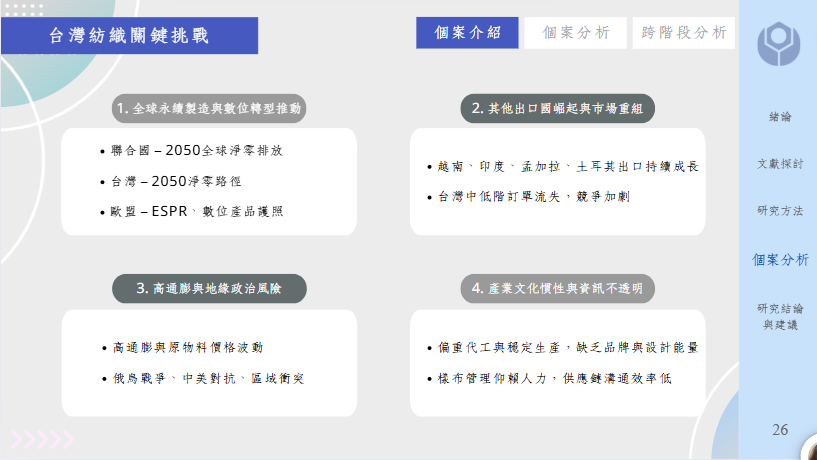 台灣紡織關鍵挑戰
個案介紹
個案分析
跨階段分析
1. 全球永續製造與數位轉型推動
• 聯合國 – 2050全球淨零排放
• 台灣 – 2050淨零路徑
• 歐盟 – ESPR、數位產品護照
2. 其他出口國崛起與市場重組
• 越南、印度、孟加拉、土耳其出口持續成長
• 台灣中低階訂單流失，競爭加劇
3. 高通膨與地緣政治風險
• 高通膨與原物料價格波動
• 俄烏戰爭、中美對抗、區域衝突
4. 產業文化慣性與資訊不透明
• 偏重代工與穩定生產，缺乏品牌與設計能量
• 樣布管理仰賴人力，供應鏈溝通效率低
緒論
文獻探討
研究方法
個案分析
研究結論
與建議
26